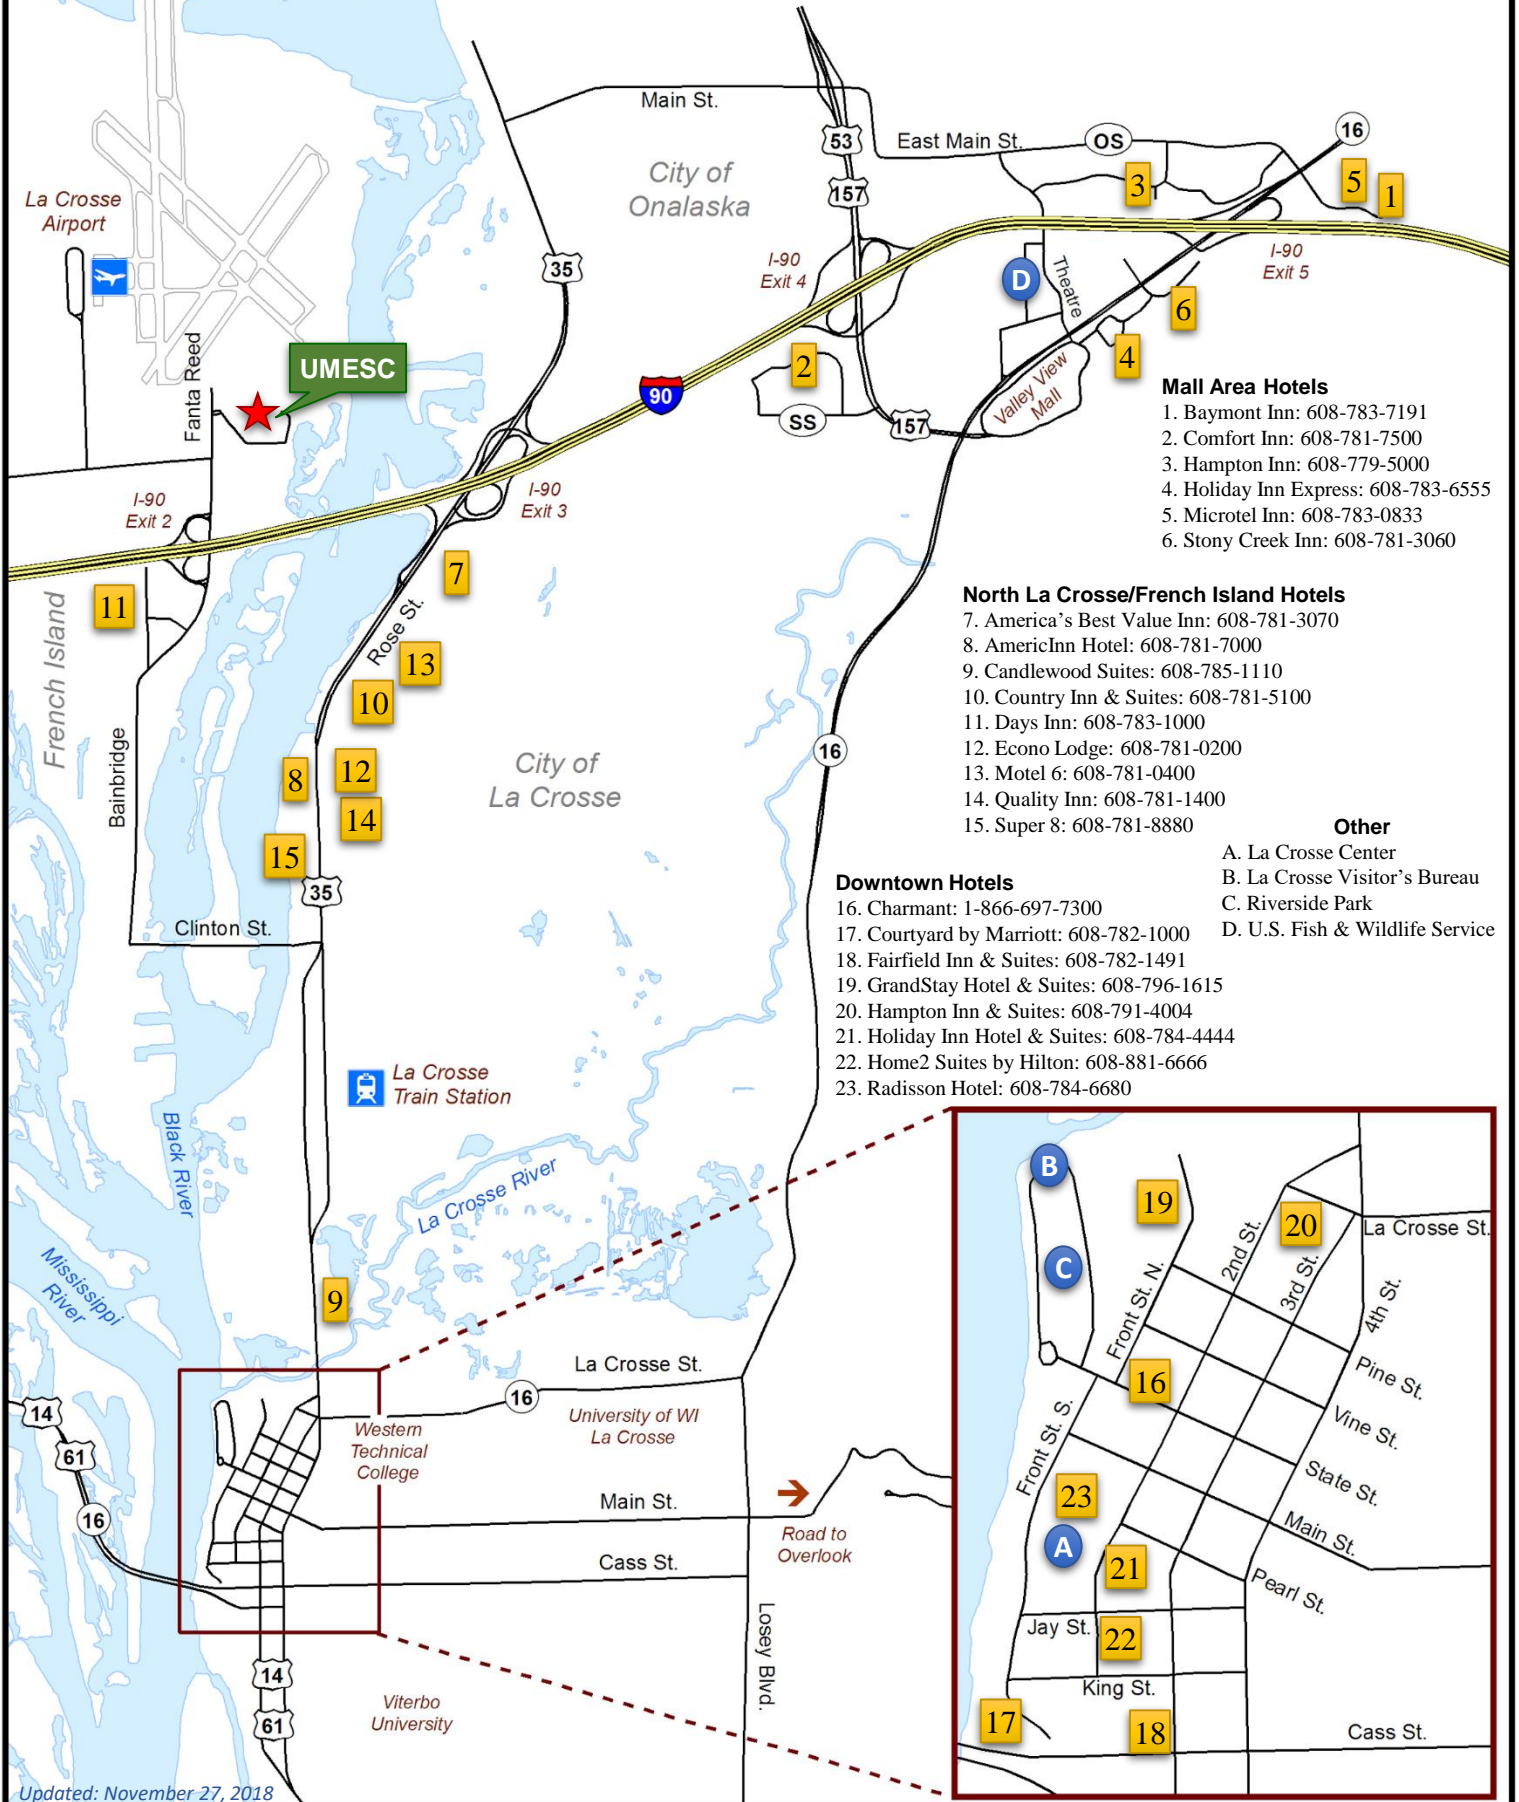 Main St.
53
East Main St.
OS
16
City of
Onalaska
157
3
5
1
La Crosse
Airport
35
I-90
Exit 4
I-90
Exit 5
D
Theatre
6
UMESC
Fanta Reed
2
4
90
Valley View
Mall
SS
157
Mall Area Hotels
1. Baymont Inn: 608-783-7191
2. Comfort Inn: 608-781-7500
3. Hampton Inn: 608-779-5000
4. Holiday Inn Express: 608-783-6555
5. Microtel Inn: 608-783-0833
6. Stony Creek Inn: 608-781-3060
I-90
Exit 2
I-90
Exit 3
7
11
French Island
Rose St.
13
10
North La Crosse/French Island Hotels
7. America's Best Value Inn: 608-781-3070
8. AmericInn Hotel: 608-781-7000
9. Candlewood Suites: 608-785-1110
10. Country Inn & Suites: 608-781-5100
11. Days Inn: 608-783-1000
12. Econo Lodge: 608-781-0200
13. Motel 6: 608-781-0400
14. Quality Inn: 608-781-1400
15. Super 8: 608-781-8880
Bainbridge
8
12
14
15
City of
La Crosse
16
35
Clinton St.
Other
A. La Crosse Center
B. La Crosse Visitor's Bureau
C. Riverside Park
D. U.S. Fish & Wildlife Service
Downtown Hotels
16. Charmant: 1-866-697-7300
17. Courtyard by Marriott: 608-782-1000
18. Fairfield Inn & Suites: 608-782-1491
19. GrandStay Hotel & Suites: 608-796-1615
20. Hampton Inn & Suites: 608-791-4004
21. Holiday Inn Hotel & Suites: 608-784-4444
22. Home2 Suites by Hilton: 608-881-6666
23. Radisson Hotel: 608-784-6680
La Crosse
Train Station
Black River
La Crosse River
Mississippi
River
9
La Crosse St.
14
16
61
16
Western
Technical
College
University of WI
La Crosse
Main St.
Road to
Overlook
Cass St.
Losey Blvd.
14
61
Viterbo
University
B
19
20
La Crosse St.
2nd St.
3rd St.
4th St.
C
Front St. N.
16
Pine St.
Vine St.
State St.
Main St.
Front St. S.
23
A
21
Pearl St.
Jay St.
22
King St.
17
18
Cass St.
Updated: November 27, 2018